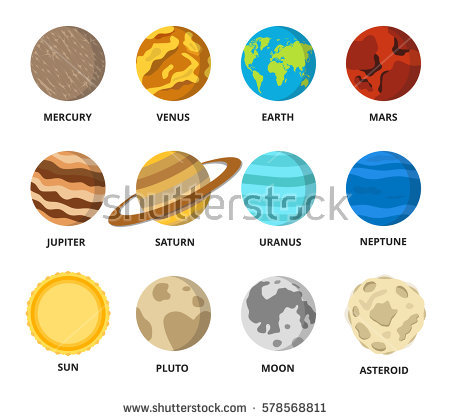 MERCURY VENUS EARTH MARS
JUPITER SATURN URANUS NEPTUNE
shutterstock
SUN PLUTO MOON ASTEROID
www.shutterstock.com · 578568811